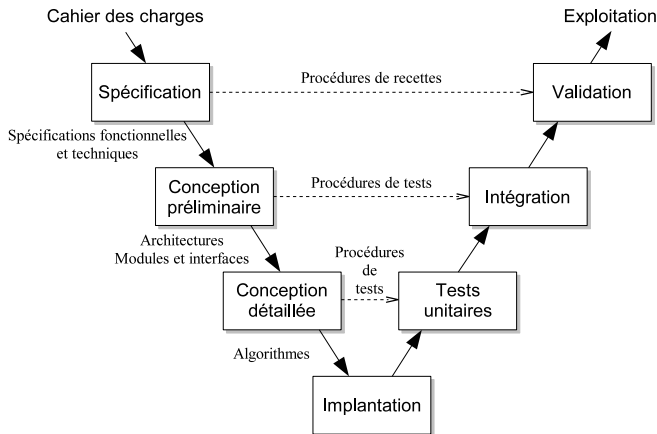 Cahier des charges
Exploitation
Spécification
Procédures de recettes
Validation
Spécifications fonctionnelles
et techniques
Conception
préliminaire
Procédures de tests
Intégration
Architectures
Modules et interfaces
Procédures
de
tests
Conception
détaillée
Tests
unitaires
Algorithmes
Implantation